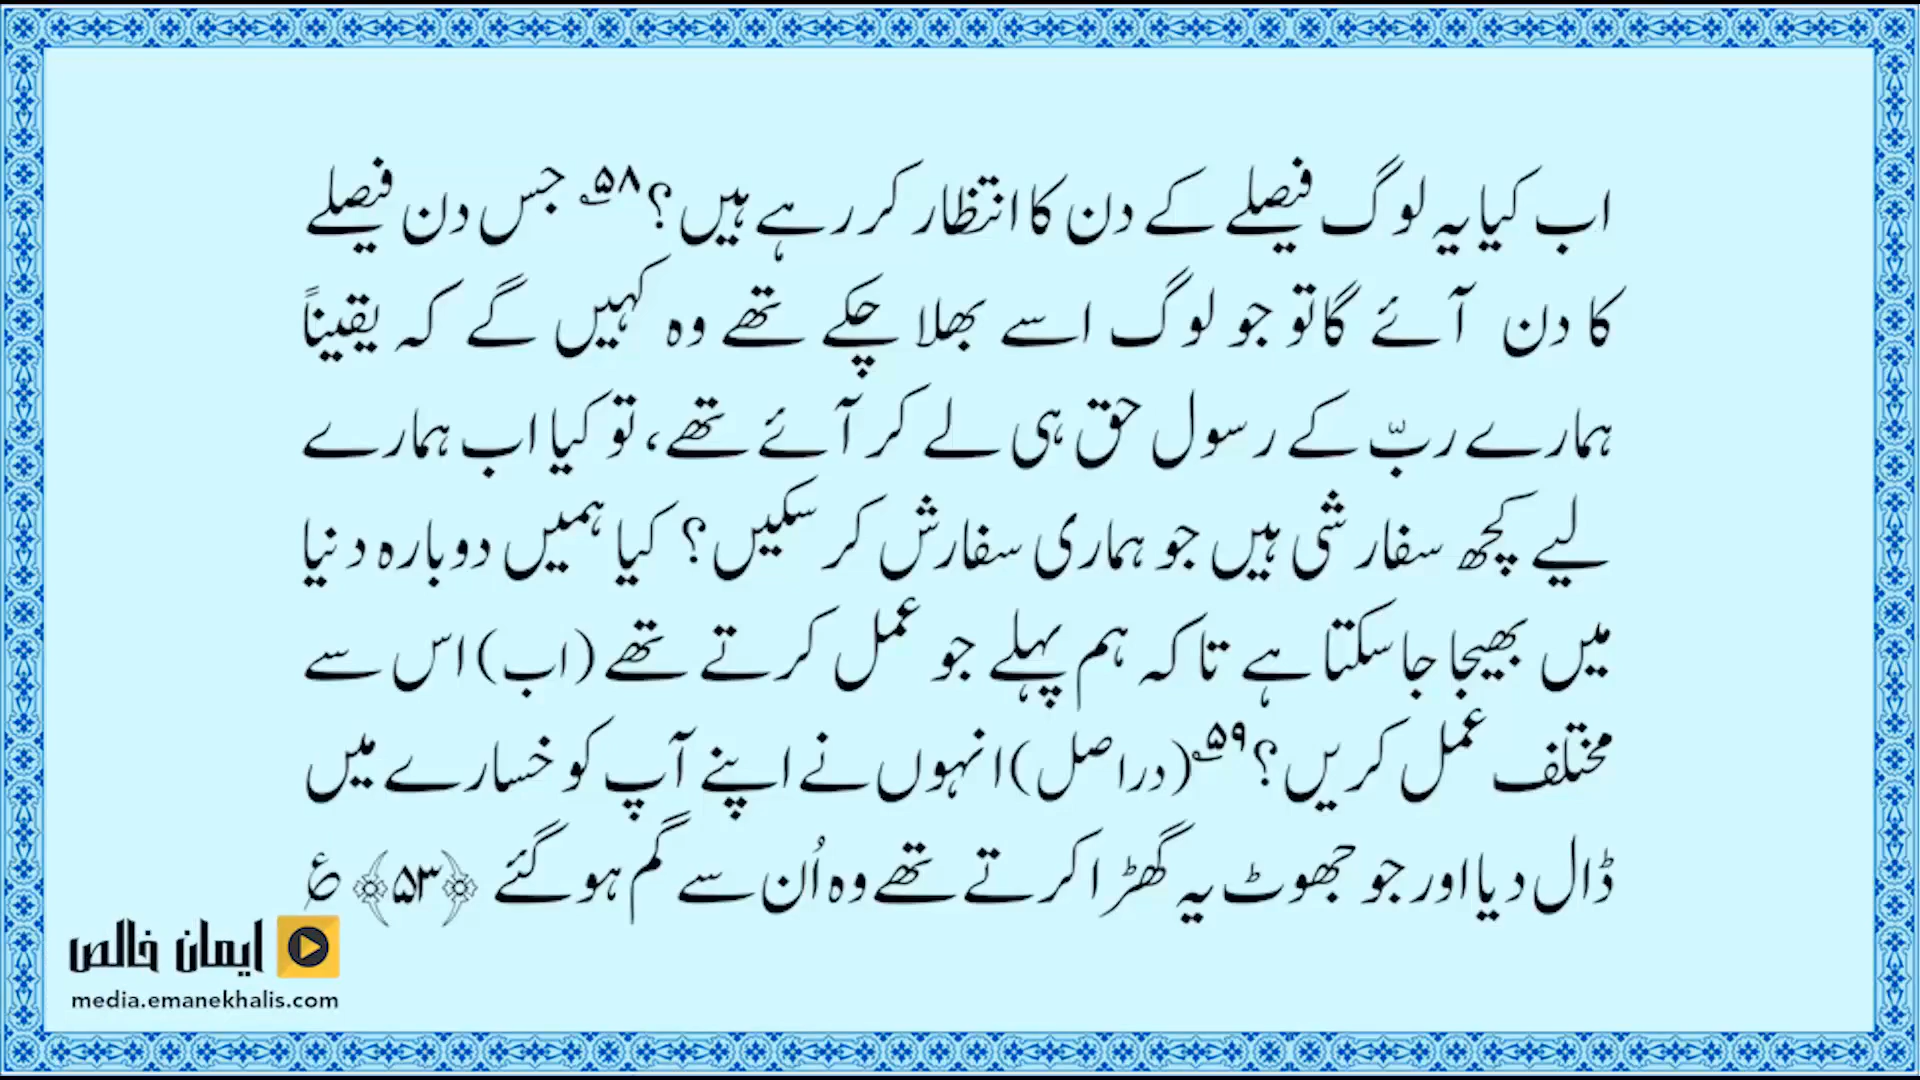 اب کیا یہ لوگ فیصلے کے دن کا انتظار کر رہے ہیں؟۵۸؎ جس دن فیصلے
کا دن آئے گا تو جو لوگ اسے بھلا چکے تھے وہ کہیں گے کہ یقیناً
ہمارے ربّ کے رسول حق ہی لے کر آئے تھے، تو کیا اب ہمارے
لیے کچھ سفارشی ہیں جو ہماری سفارش کر سکیں؟ کیا ہمیں دوبارہ دنیا
میں بھیجا جا سکتا ہے تا کہ ہم پہلے جو عمل کرتے تھے (اب) اس سے
مختلف عمل کریں؟۵۹؎ (دراصل) انہوں نے اپنے آپ کو خسارے میں
ڈال دیا اور جو جھوٹ یہ گھڑا کرتے تھے وہ اُن سے گم ہو گئے ﴿۵۳﴾ ع
ایمان خالص
media.emanekhalis.com